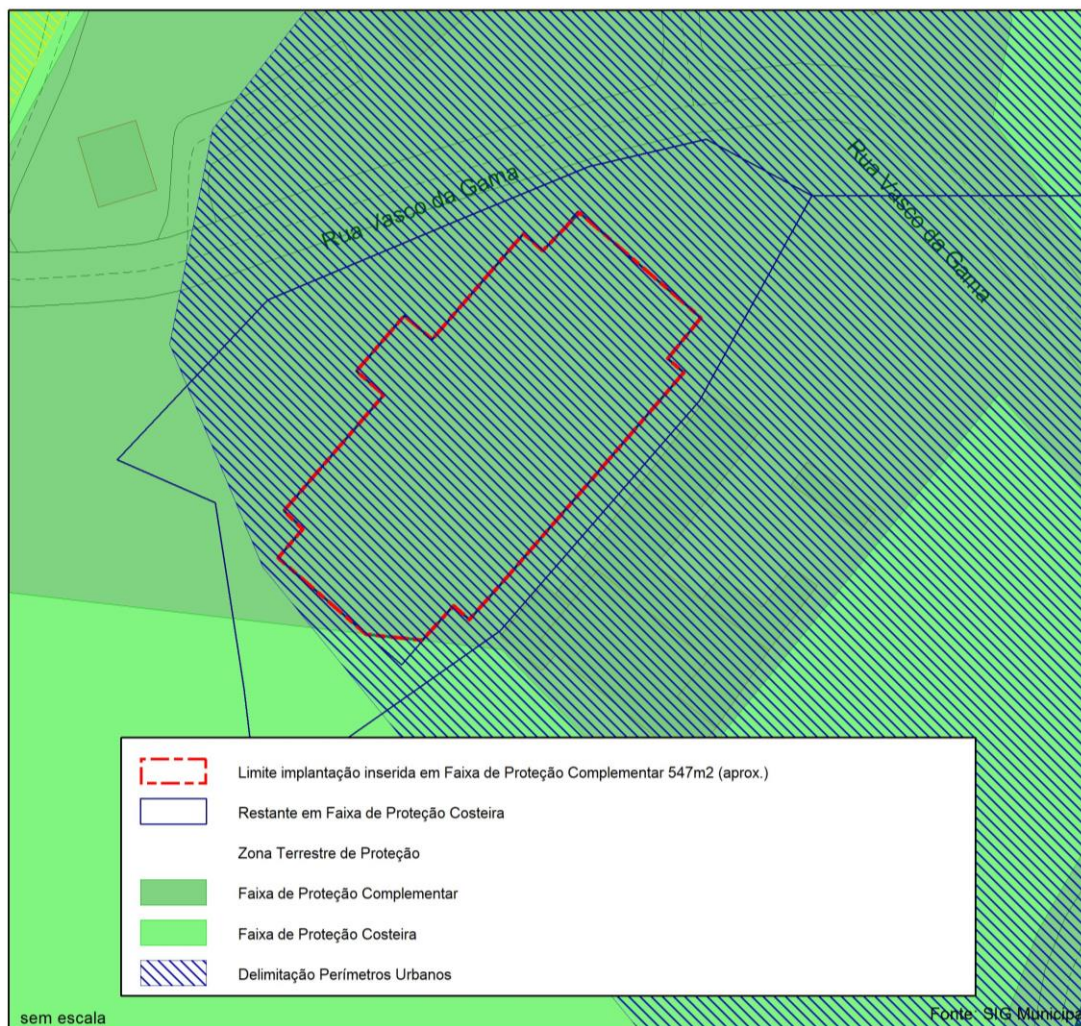 Rua Vasco da Gama
Rua Vasco da Gama
Limite implantação inserida em Faixa de Proteção Complementar 547m2 (aprox.)
Restante em Faixa de Proteção Costeira
Zona Terrestre de Proteção
Faixa de Proteção Complementar
Faixa de Proteção Costeira
Delimitação Perímetros Urbanos
sem escala
Fonte: SIG Municipa